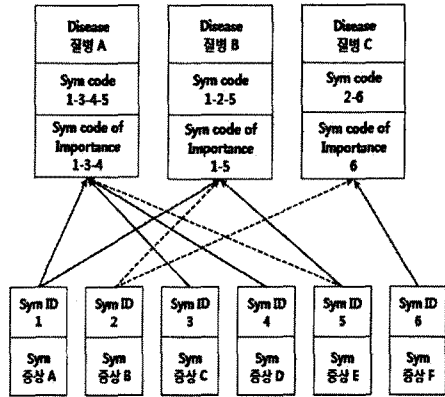 Disease
질병 A
Sym code
1-3-4-5
Sym code of
Importance
1-3-4
Disease
질병 B
Sym code
1-2-5
Sym code of
Importance
1-5
Disease
질병 C
Sym code
2-6
Sym code of
Importance
6
Sym ID
1
Sym
증상 A
Sym ID
2
Sym
증상 B
Sym ID
3
Sym
증상 C
Sym ID
4
Sym
증상 D
Sym ID
5
Sym
증상 E
Sym ID
6
Sym
증상 F